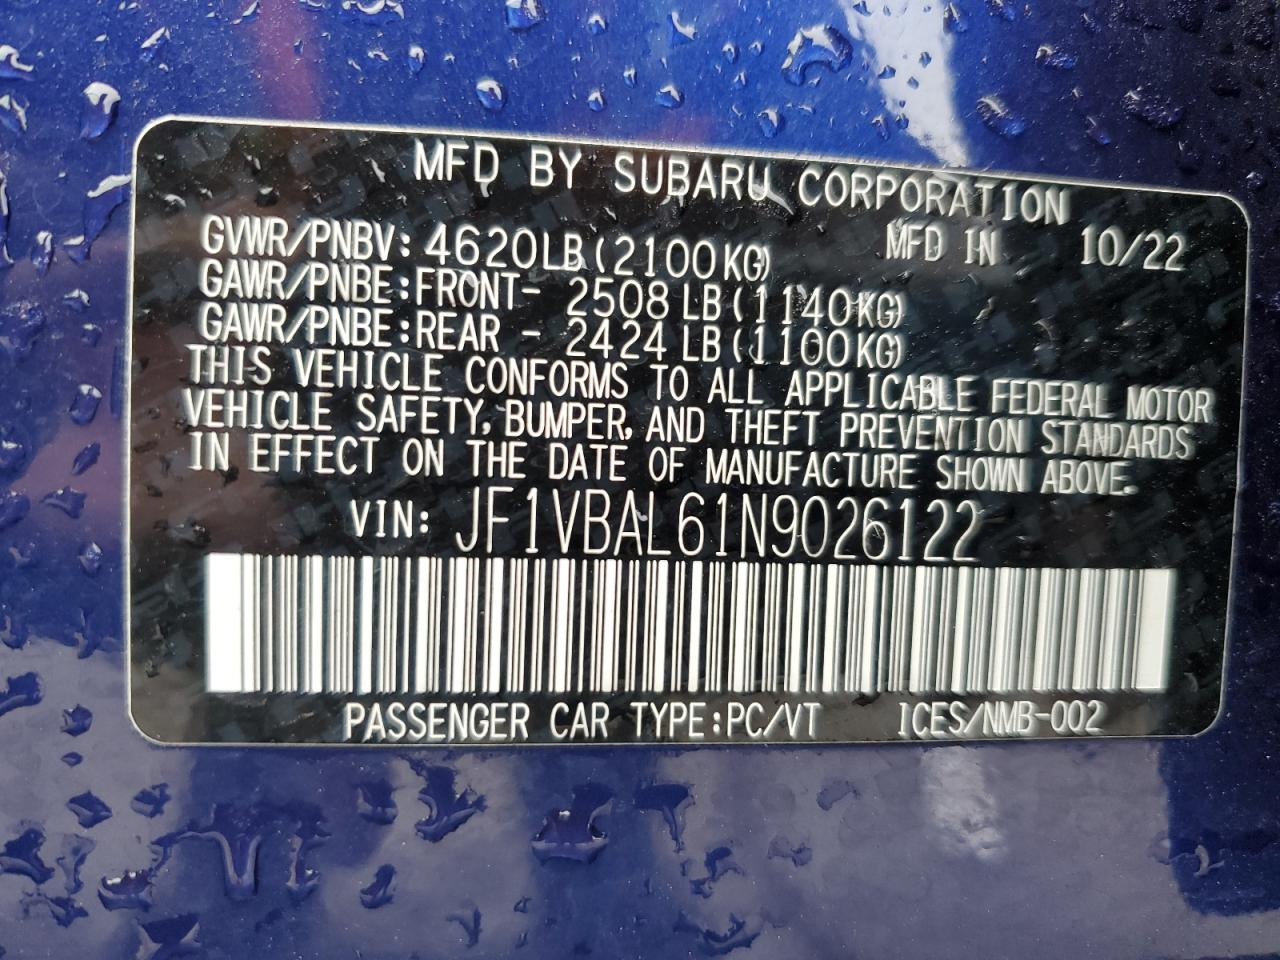 MFD BY SUBARU CORPORATION
GVWR/PNBV: 4620LB (2100KG) MFD IN 10/22
GAWR/PNBE: FRONT- 2508 LB (1140KG)
GAWR/PNBE: REAR - 2424 LB (1100KG)
THIS VEHICLE CONFORMS TO ALL APPLICABLE FEDERAL MOTOR
VEHICLE SAFETY, BUMPER, AND THEFT PREVENTION STANDARDS
IN EFFECT ON THE DATE OF MANUFACTURE SHOWN ABOVE.
VIN: JF1VBAL61N9026122
PASSENGER CAR TYPE:PC/VT ICES/NMB-002